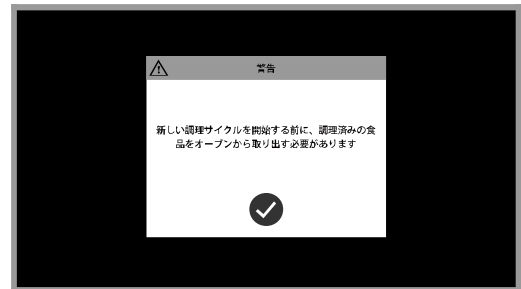 警告
新しい調理サイクルを開始する前に、調理済みの食
品をオーブンから取り出す必要があります